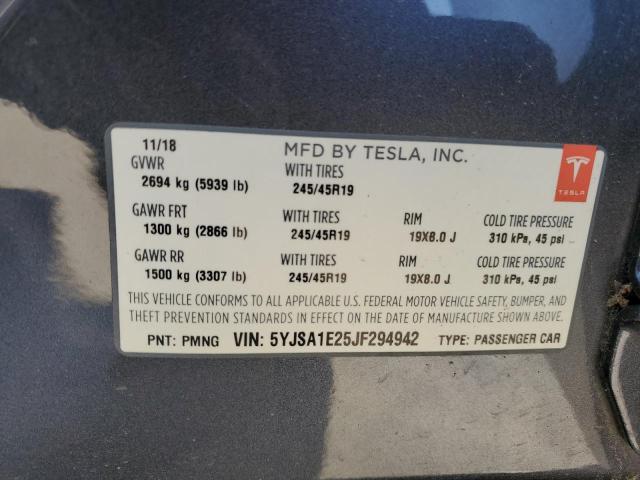 11/18 MFD BY TESLA, INC.
GVWR WITH TIRES
2694 kg (5939 lb) 245/45R19
TESLA
GAWR FRT WITH TIRES RIM COLD TIRE PRESSURE
1300 kg (2866 lb) 245/45R19 19X8.0 J 310 kPa, 45 psi
GAWR RR WITH TIRES RIM COLD TIRE PRESSURE
1500 kg (3307 lb) 245/45R19 19X8.0 J 310 kPa, 45 psi
THIS VEHICLE CONFORMS TO ALL APPLICABLE U.S. FEDERAL MOTOR VEHICLE SAFETY, BUMPER, AND
THEFT PREVENTION STANDARDS IN EFFECT ON THE DATE OF MANUFACTURE SHOWN ABOVE.
PNT: PMNG VIN: 5YJSA1E25JF294942 TYPE: PASSENGER CAR